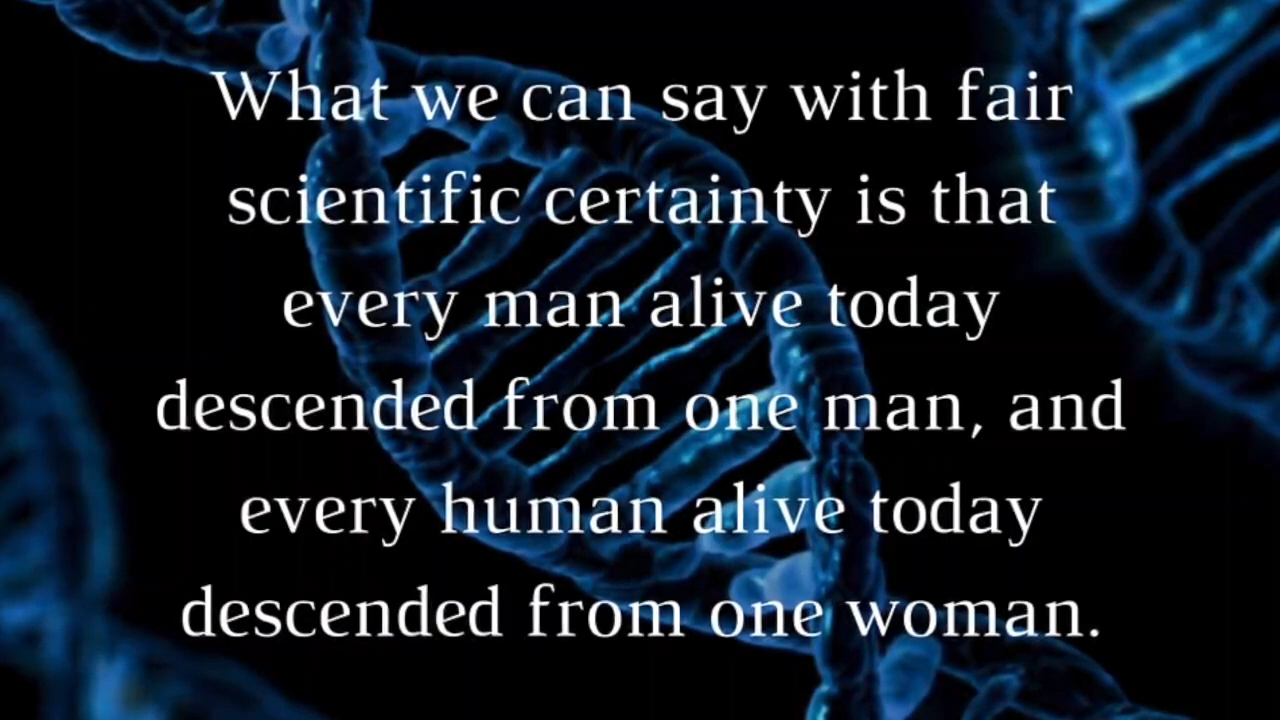 What we can say with fair
scientific certainty is that
every man alive today
descended from one man, and
every human alive today
descended from one woman.